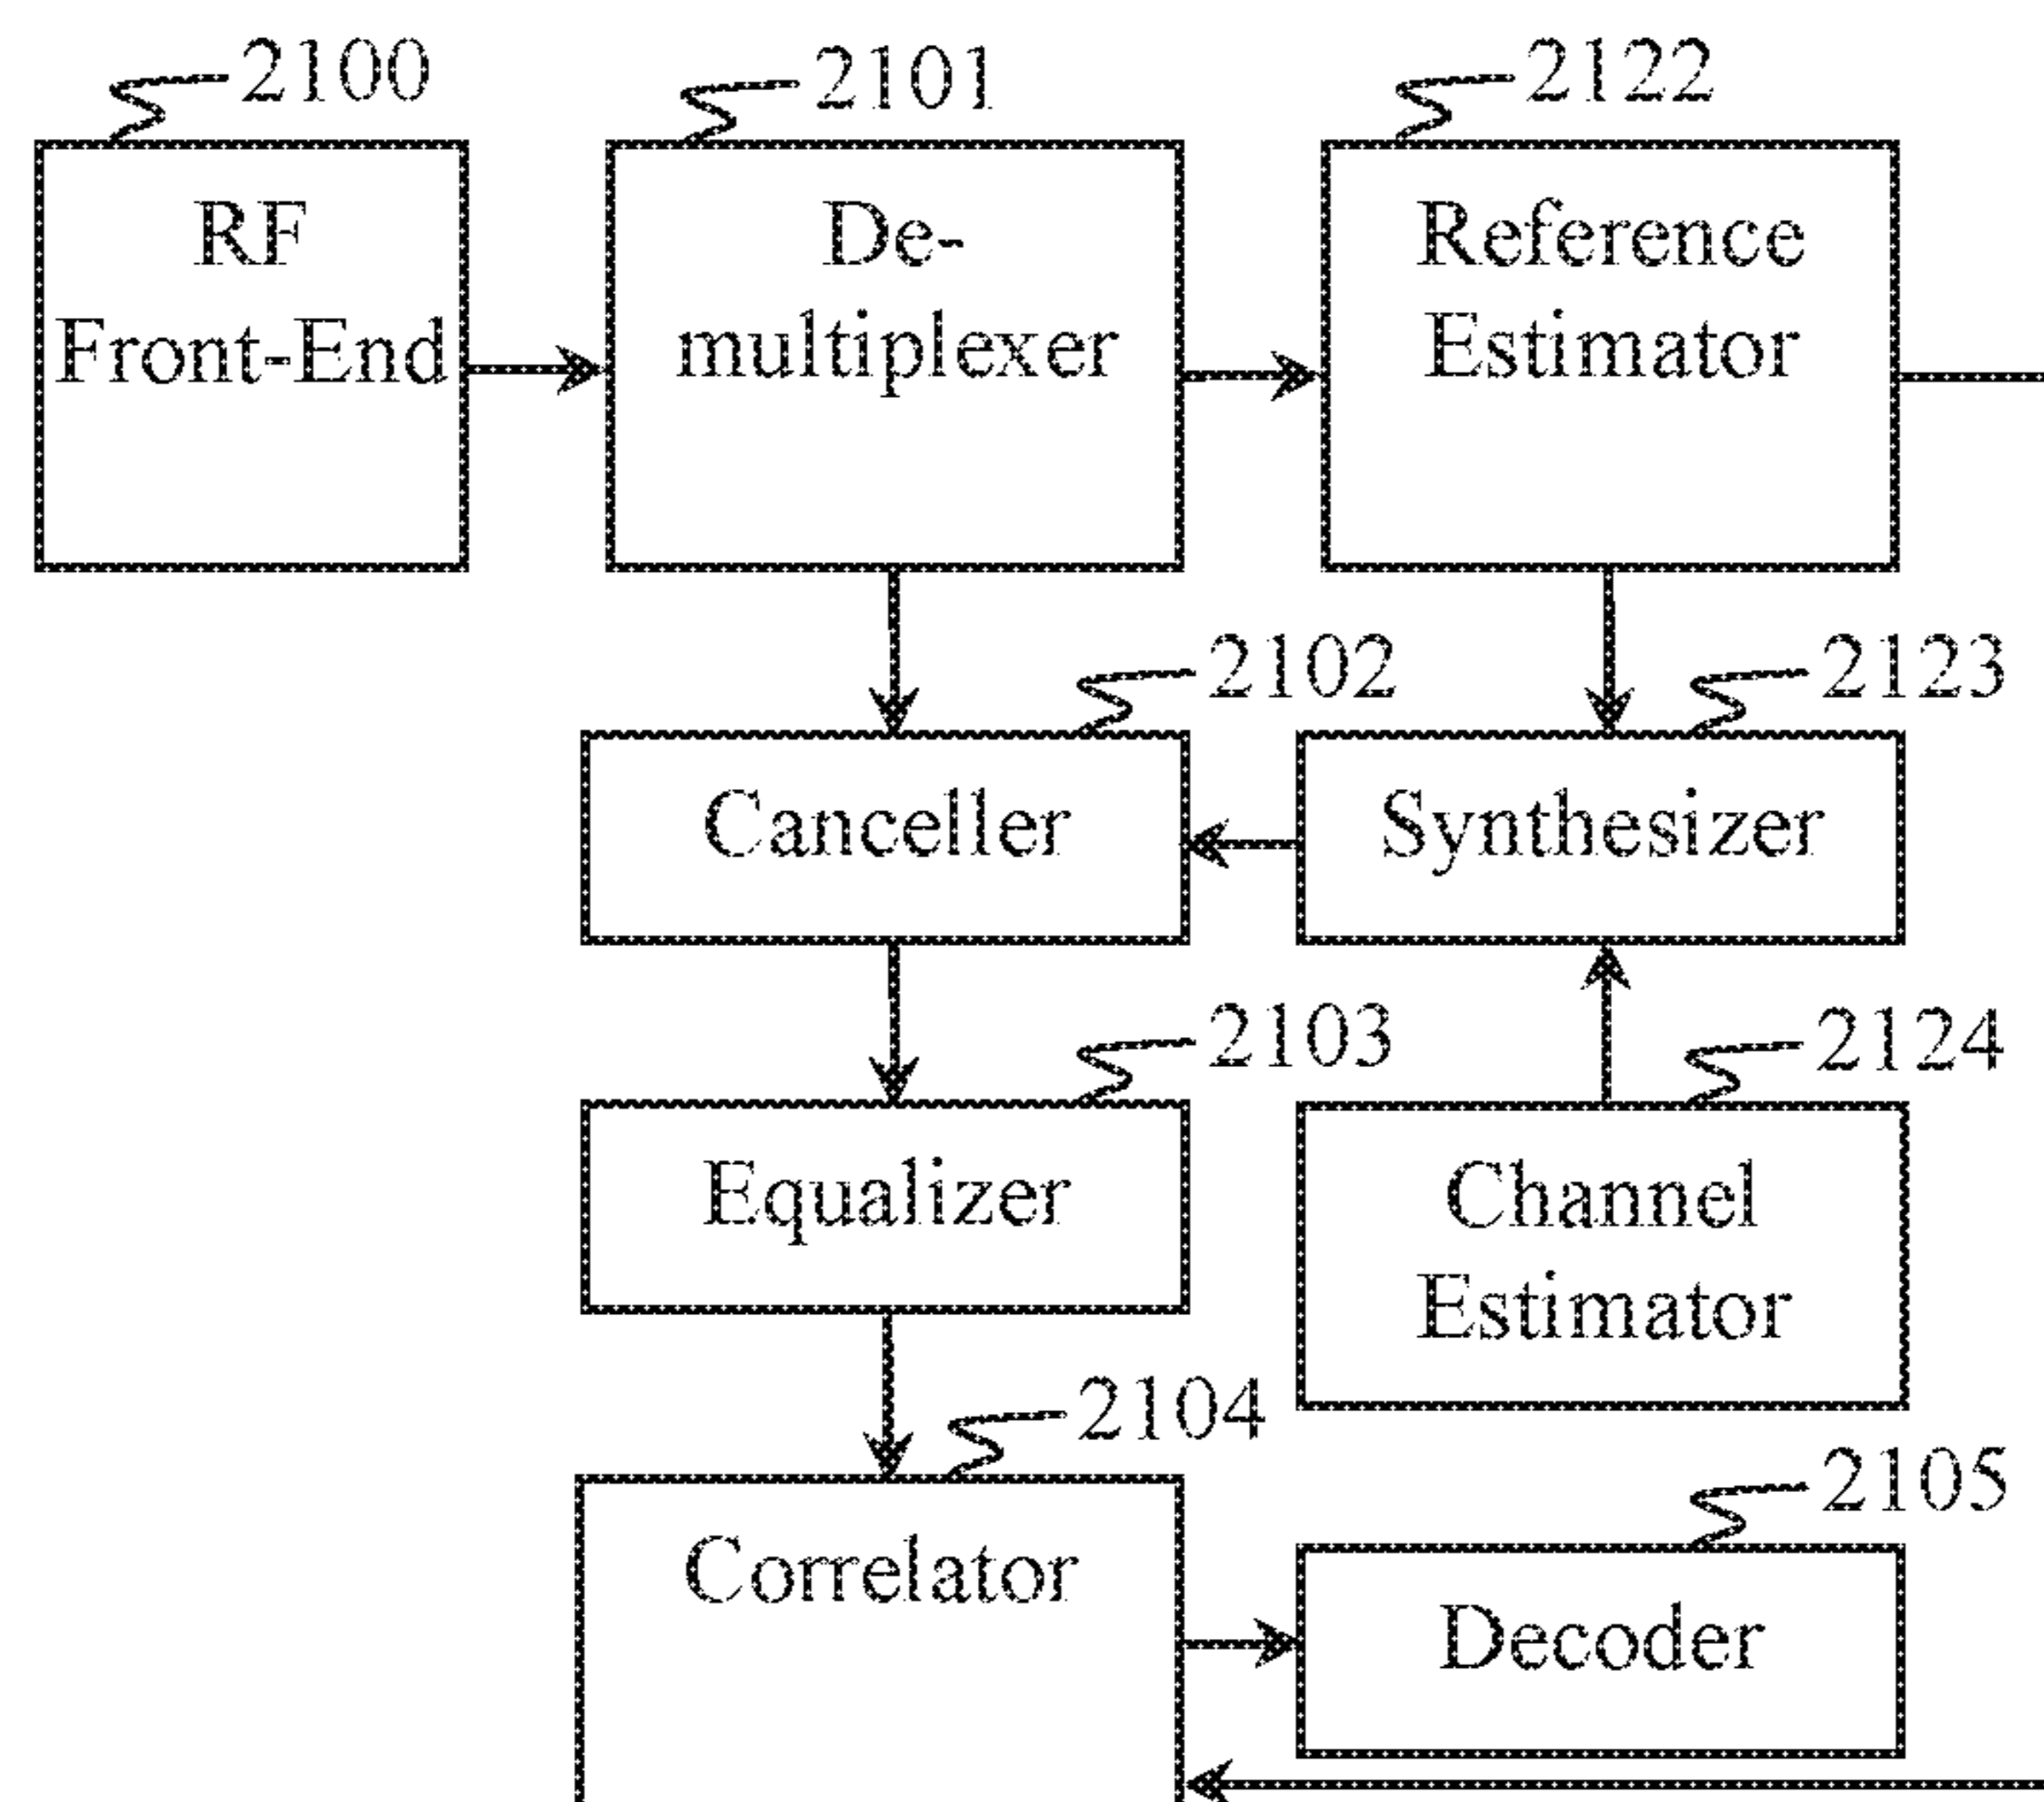 2100
2101
2122
RF
Front-End
De-
multiplexer
Reference
Estimator
2102
2123
Canceller
Synthesizer
2103
2124
Equalizer
Channel
Estimator
2104
2105
Correlator
Decoder